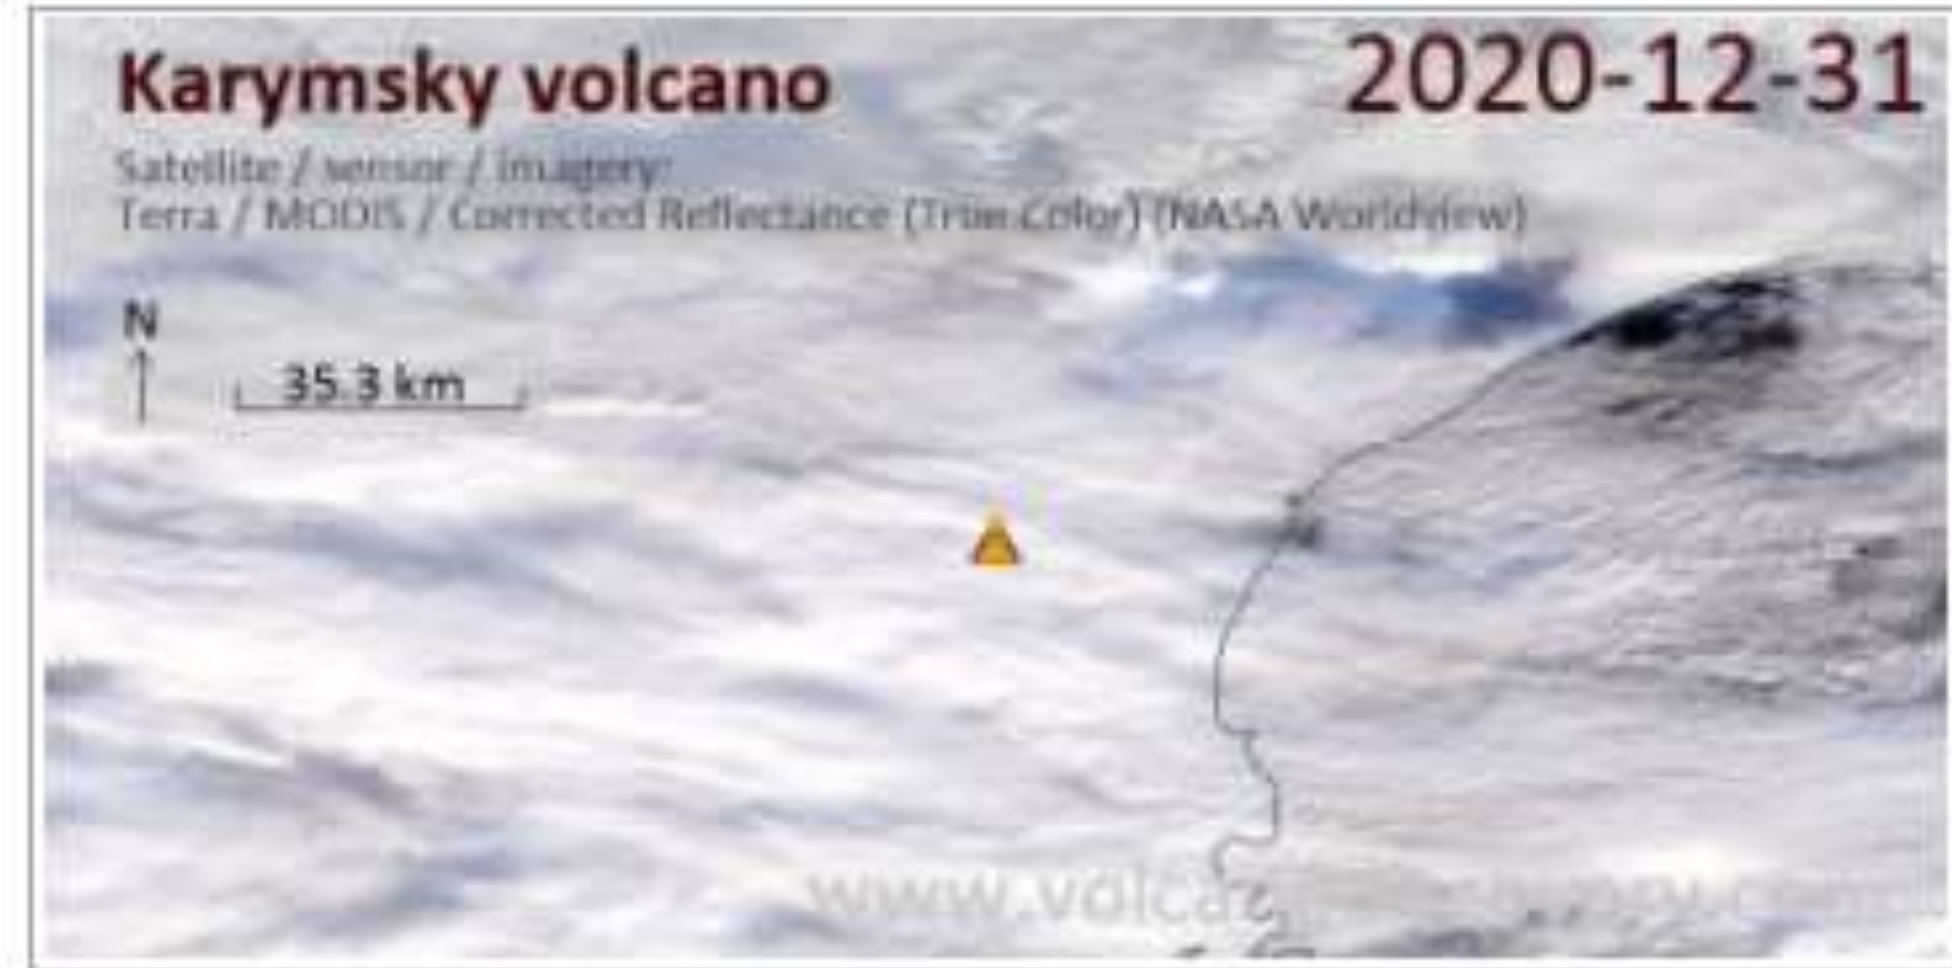 Karymsky volcano
2020-12-31
Satellite / sensor / imagery:
Terra / MODIS / Corrected Reflectance (True Color) (NASA Worldview)
N
35.3 km